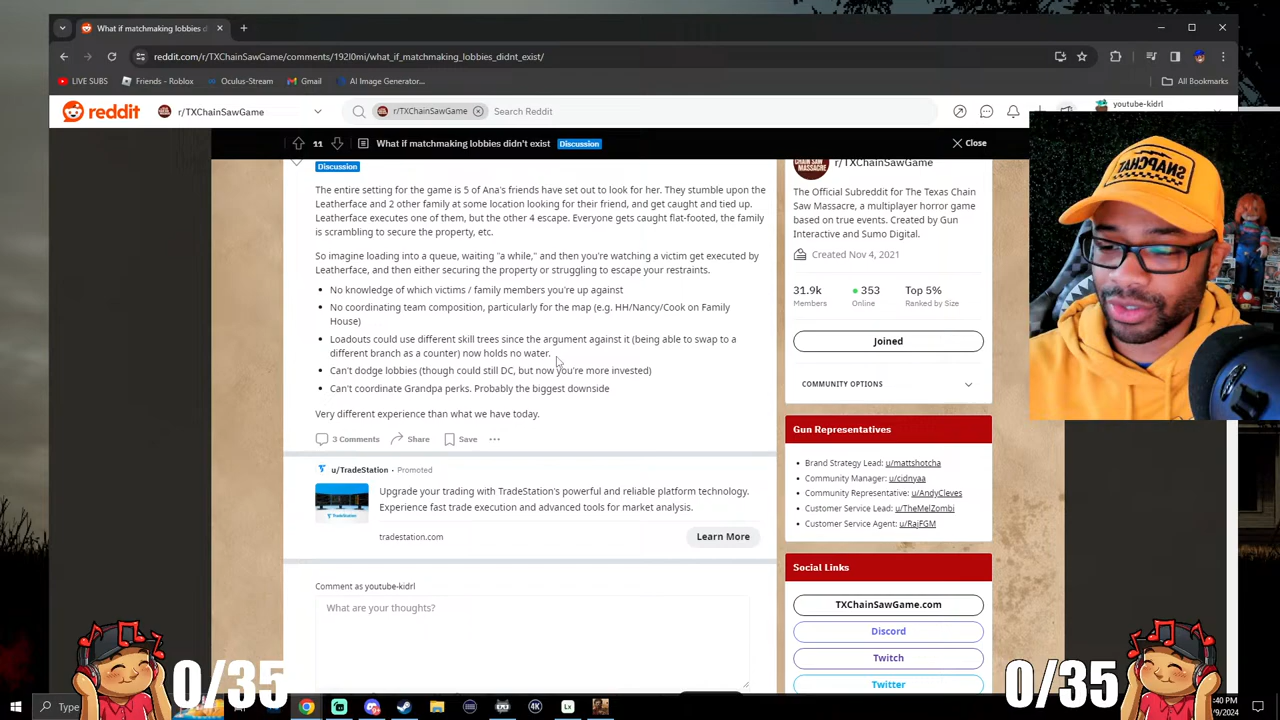 What if matchmaking lobbies d
reddit.com/r/TXChainSawGame/comments/192l0mi/what_if_matchmaking_lobbies_didnt_exist/
LIVE SUBS
Friends - Roblox
Oculus-Stream
Gmail
AI Image Generator...
All Bookmarks
reddit
r/TXChainSawGame
r/TXChainSawGame
Search Reddit
youtube-kidrl
11
What if matchmaking lobbies didn't exist
Discussion
Close
Discussion
The entire setting for the game is 5 of Ana's friends have set out to look for her. They stumble upon the
Leatherface and 2 other family at some location looking for their friend, and get caught and tied up.
Leatherface executes one of them, but the other 4 escape. Everyone gets caught flat-footed, the family
is scrambling to secure the property, etc.
So imagine loading into a queue, waiting "a while," and then you're watching a victim get executed by
Leatherface, and then either securing the property or struggling to escape your restraints.
• No knowledge of which victims / family members you're up against
• No coordinating team composition, particularly for the map (e.g. HH/Nancy/Cook on Family
House)
• Loadouts could use different skill trees since the argument against it (being able to swap to a
different branch as a counter) now holds no water.
• Can't dodge lobbies (though could still DC, but now you're more invested)
• Can't coordinate Grandpa perks. Probably the biggest downside
Very different experience than what we have today.
3 Comments
Share
Save
u/TradeStation • Promoted
Upgrade your trading with TradeStation's powerful and reliable platform technology.
Experience fast trade execution and advanced tools for market analysis.
tradestation.com
Learn More
Comment as youtube-kidrl
What are your thoughts?
CHAIN SAW
MASSACRE
r/TXChainSawGame
The Official Subreddit for The Texas Chain
Saw Massacre, a multiplayer horror game
based on true events. Created by Gun
Interactive and Sumo Digital.
Created Nov 4, 2021
31.9k
353
Top 5%
Members
Online
Ranked by Size
Joined
COMMUNITY OPTIONS
Gun Representatives
• Brand Strategy Lead: u/mattshotcha
• Community Manager: u/cidnyaa
• Community Representative: u/AndyCleves
• Customer Service Lead: u/TheMelZombi
• Customer Service Agent: u/RajFGM
Social Links
TXChainSawGame.com
Discord
Twitch
Twitter
SNAPCHAT
0/35
0/35
Type
:40 PM
/9/2024